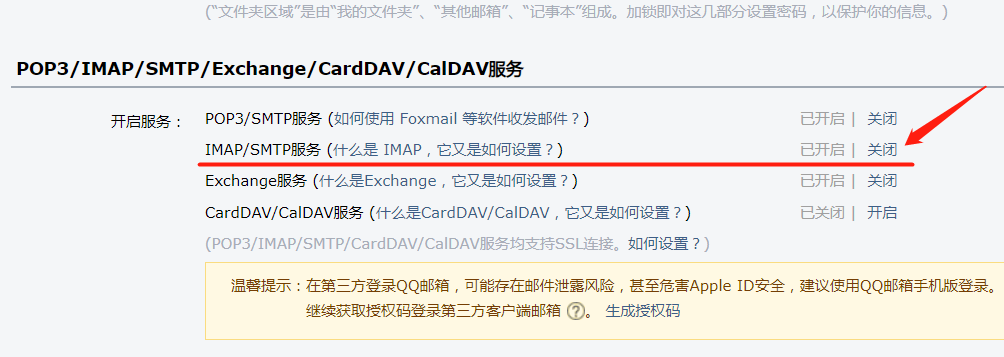 (“文件夹区域”是由“我的文件夹”、“其他邮箱”、“记事本”组成。加锁即对这几部分设置密码，以保护你的信息。)
POP3/IMAP/SMTP/Exchange/CardDAV/CalDAV服务
开启服务： POP3/SMTP服务 (如何使用 Foxmail 等软件收发邮件？) 已开启 | 关闭
IMAP/SMTP服务 (什么是 IMAP，它又是如何设置？) 已开启 | 关闭
Exchange服务 (什么是Exchange，它又是如何设置？) 已开启 | 关闭
CardDAV/CalDAV服务 (什么是CardDAV/CalDAV，它又是如何设置？) 已关闭 | 开启
(POP3/IMAP/SMTP/CardDAV/CalDAV服务均支持SSL连接。如何设置？)
温馨提示：在第三方登录QQ邮箱，可能存在邮件泄露风险，甚至危害Apple ID安全，建议使用QQ邮箱手机版登录。
继续获取授权码登录第三方客户端邮箱 ? 。 生成授权码